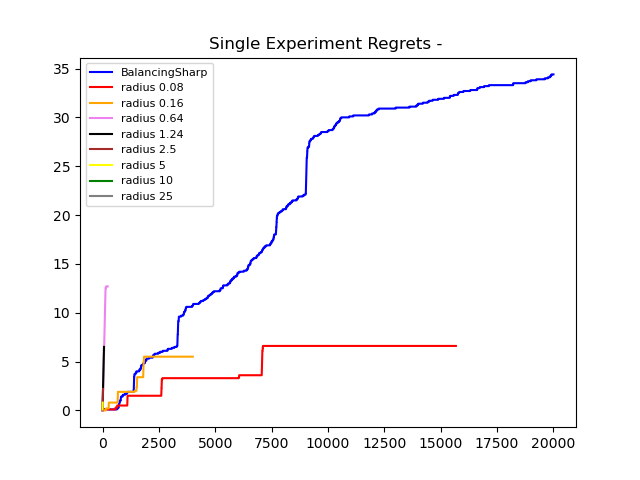 Single Experiment Regrets -
BalancingSharp
radius 0.08
radius 0.16
radius 0.64
radius 1.24
radius 2.5
radius 5
radius 10
radius 25
35
30
25
20
15
10
5
0
0 2500 5000 7500 10000 12500 15000 17500 20000